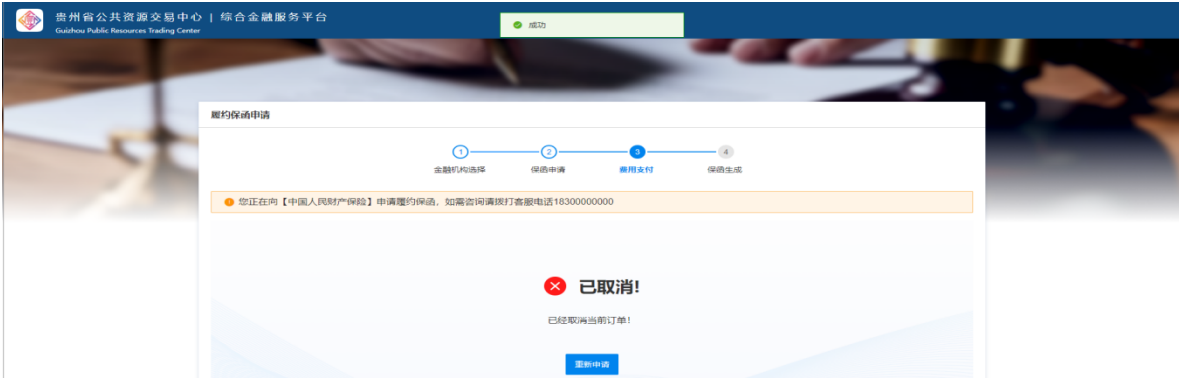 贵州省公共资源交易中心 | 综合金融服务平台
Guizhou Public Resources Trading Center
成功
履约保函申请
1 2 3 4
金融机构选择 保函申请 费用支付 保函生成
您正在向【中国人民财产保险】申请履约保函，如需咨询请拨打客服电话18300000000
已取消!
已经取消当前订单!
重新申请